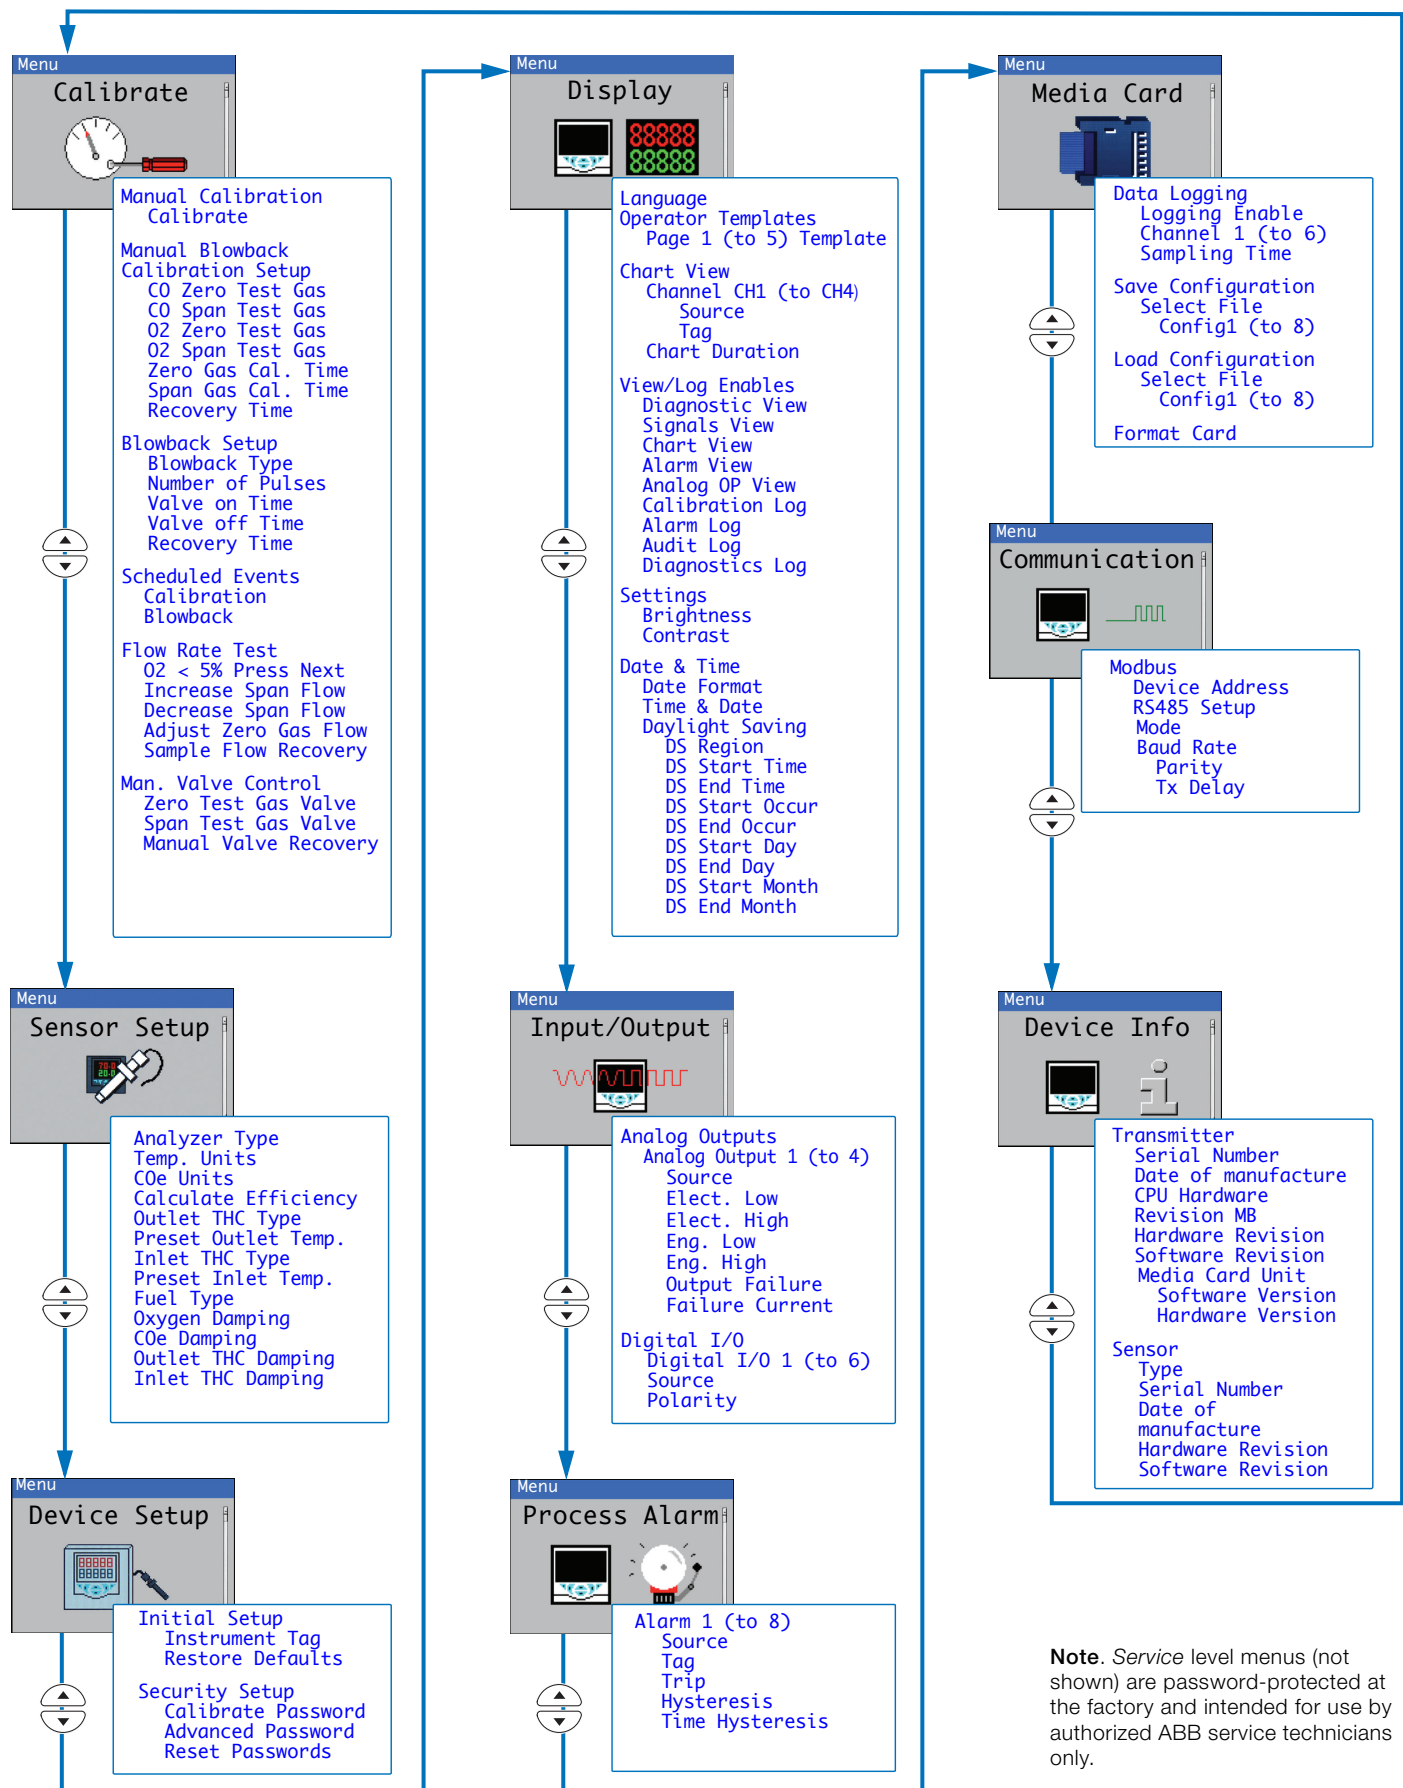 Menu
Calibrate
Manual Calibration
Calibrate
Manual Blowback
Calibration Setup
CO Zero Test Gas
CO Span Test Gas
O2 Zero Test Gas
O2 Span Test Gas
Zero Gas Cal. Time
Span Gas Cal. Time
Recovery Time
Blowback Setup
Blowback Type
Number of Pulses
Valve on Time
Valve off Time
Recovery Time
Scheduled Events
Calibration
Blowback
Flow Rate Test
O2 < 5% Press Next
Increase Span Flow
Decrease Span Flow
Adjust Zero Gas Flow
Sample Flow Recovery
Man. Valve Control
Zero Test Gas Valve
Span Test Gas Valve
Manual Valve Recovery
Menu
Sensor Setup
70.0
20.0
Analyzer Type
Temp. Units
COe Units
Calculate Efficiency
Outlet THC Type
Preset Outlet Temp.
Inlet THC Type
Preset Inlet Temp.
Fuel Type
Oxygen Damping
COe Damping
Outlet THC Damping
Inlet THC Damping
Menu
Device Setup
88888
88888
Initial Setup
Instrument Tag
Restore Defaults
Security Setup
Calibrate Password
Advanced Password
Reset Passwords
Menu
Display
88888
88888
Language
Operator Templates
Page 1 (to 5) Template
Chart View
Channel CH1 (to CH4)
Source
Tag
Chart Duration
View/Log Enables
Diagnostic View
Signals View
Chart View
Alarm View
Analog OP View
Calibration Log
Alarm Log
Audit Log
Diagnostics Log
Settings
Brightness
Contrast
Date & Time
Date Format
Time & Date
Daylight Saving
DS Region
DS Start Time
DS End Time
DS Start Occur
DS End Occur
DS Start Day
DS End Day
DS Start Month
DS End Month
Menu
Input/Output
Analog Outputs
Analog Output 1 (to 4)
Source
Elect. Low
Elect. High
Eng. Low
Eng. High
Output Failure
Failure Current
Digital I/O
Digital I/O 1 (to 6)
Source
Polarity
Menu
Process Alarm
Alarm 1 (to 8)
Source
Tag
Trip
Hysteresis
Time Hysteresis
Menu
Media Card
Data Logging
Logging Enable
Channel 1 (to 6)
Sampling Time
Save Configuration
Select File
Config1 (to 8)
Load Configuration
Select File
Config1 (to 8)
Format Card
Menu
Communication
Modbus
Device Address
RS485 Setup
Mode
Baud Rate
Parity
Tx Delay
Menu
Device Info
Transmitter
Serial Number
Date of manufacture
CPU Hardware
Revision MB
Hardware Revision
Software Revision
Media Card Unit
Software Version
Hardware Version
Sensor
Type
Serial Number
Date of
manufacture
Hardware Revision
Software Revision
Note. Service level menus (not
shown) are password-protected at
the factory and intended for use by
authorized ABB service technicians
only.